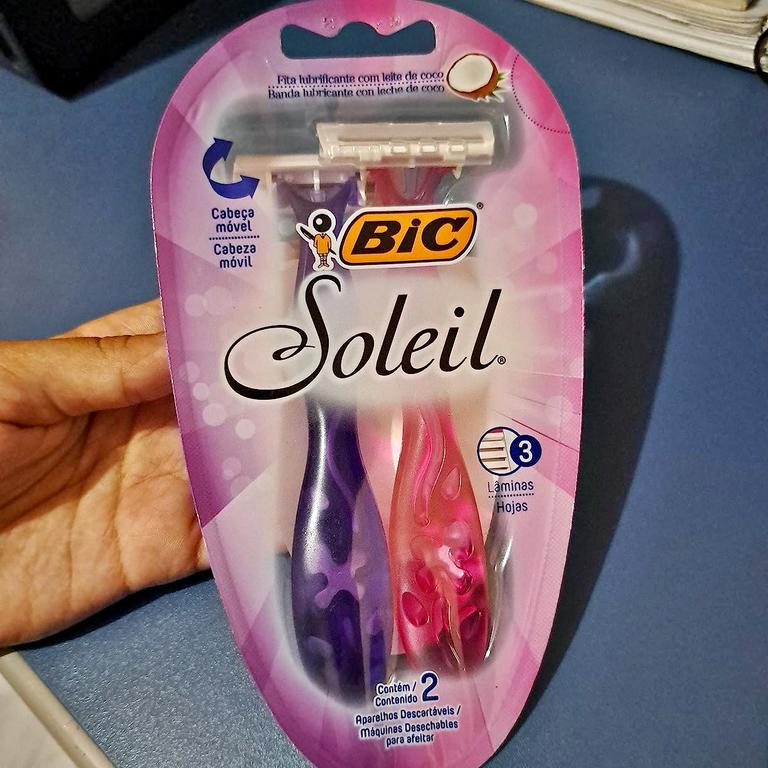 Fita lubrificante com leite de coco
Banda lubricante con leche de coco
Cabeça
móvel
Cabeza
móvil
BiC®
Soleil®
3
Lâminas
Hojas
Contém /
Contenido 2
Aparelhos Descartáveis /
Máquinas Desechables
para afeitar